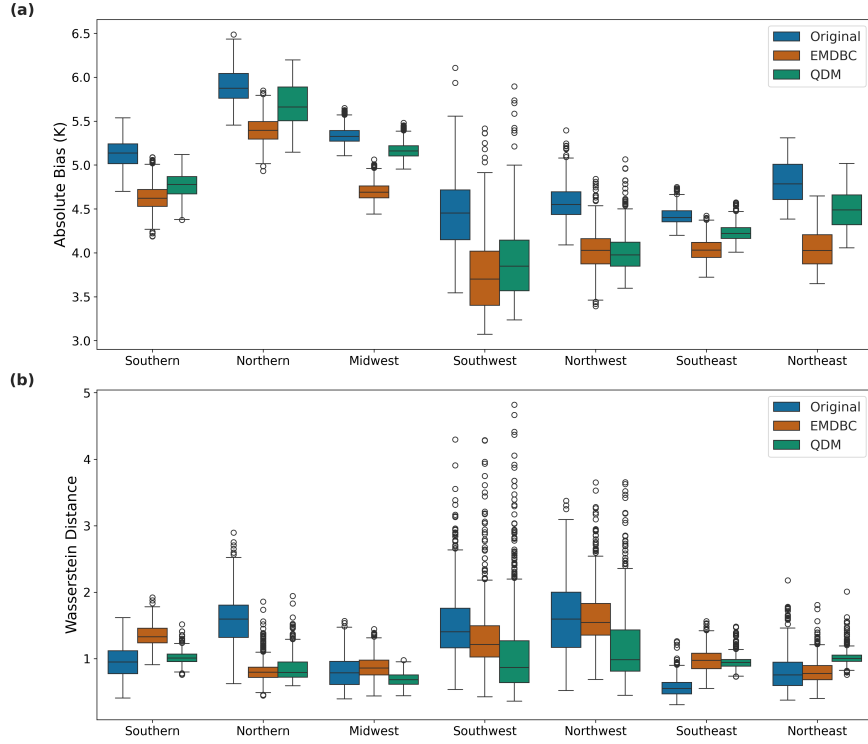 (a)
Absolute Bias (K)
6.5
6.0
5.5
5.0
4.5
4.0
3.5
3.0
Original
EMDBC
QDM
Southern Northern Midwest Southwest Northwest Southeast Northeast
(b)
Wasserstein Distance
5
4
3
2
1
Original
EMDBC
QDM
Southern Northern Midwest Southwest Northwest Southeast Northeast